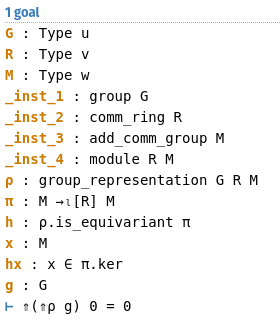 1 goal
G : Type u
R : Type v
M : Type w
_inst_1 : group G
_inst_2 : comm_ring R
_inst_3 : add_comm_group M
_inst_4 : module R M
ρ : group_representation G R M
π : M →ₗ[R] M
h : ρ.is_equivariant π
x : M
hx : x ∈ π.ker
g : G
⊢ ⇑(⇑ρ g) 0 = 0